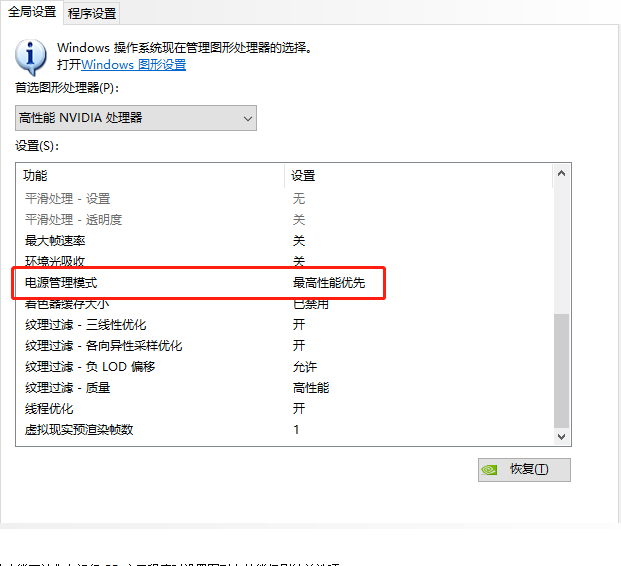 全局设置 程序设置
Windows 操作系统现在管理图形处理器的选择。
打开Windows 图形设置
首选图形处理器(P):
高性能 NVIDIA 处理器
设置(S):
功能 设置
平滑处理 - 设置 无
平滑处理 - 透明度 关
最大帧速率 关
环境光吸收 关
电源管理模式 最高性能优先
着色器缓存大小 已禁用
纹理过滤 - 三线性优化 开
纹理过滤 - 各向异性采样优化 开
纹理过滤 - 负 LOD 偏移 允许
纹理过滤 - 质量 高性能
线程优化 开
虚拟现实预渲染帧数 1
恢复(T)